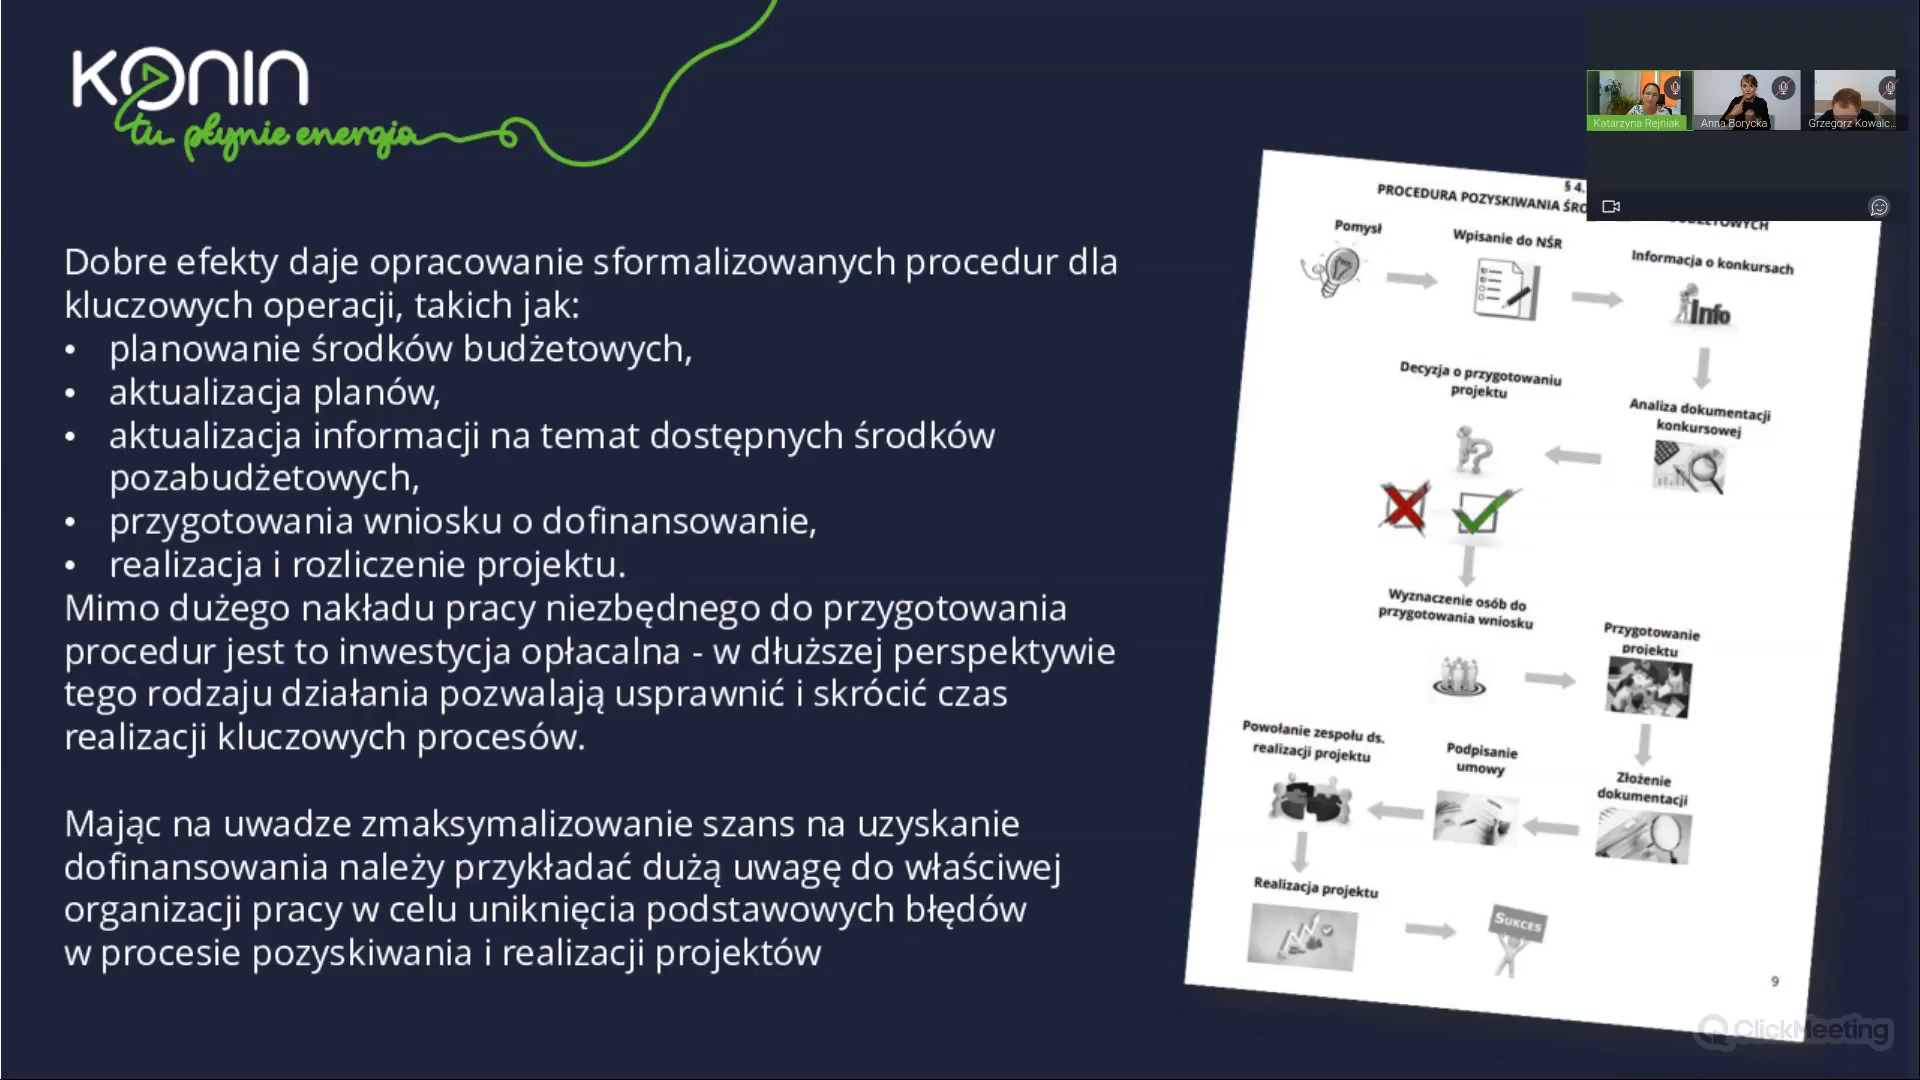 KONIN
tu płynie energia
Katarzyna Rejniak
Anna Borycka
Grzegorz Kowalc...
Dobre efekty daje opracowanie sformalizowanych procedur dla
kluczowych operacji, takich jak:
• planowanie środków budżetowych,
• aktualizacja planów,
• aktualizacja informacji na temat dostępnych środków
pozabudżetowych,
• przygotowania wniosku o dofinansowanie,
• realizacja i rozliczenie projektu.
Mimo dużego nakładu pracy niezbędnego do przygotowania
procedur jest to inwestycja opłacalna - w dłuższej perspektywie
tego rodzaju działania pozwalają usprawnić i skrócić czas
realizacji kluczowych procesów.
Mając na uwadze zmaksymalizowanie szans na uzyskanie
dofinansowania należy przykładać dużą uwagę do właściwej
organizacji pracy w celu uniknięcia podstawowych błędów
w procesie pozyskiwania i realizacji projektów
§ 4.
PROCEDURA POZYSKIWANIA
Pomysł
Wpisanie do NŚR
Informacja o konkursach
Info
Decyzja o przygotowaniu
projektu
Analiza dokumentacji
konkursowej
Wyznaczenie osób do
przygotowania wniosku
Przygotowanie
projektu
Powołanie zespołu ds.
realizacji projektu
Podpisanie
umowy
Złożenie
dokumentacji
Realizacja projektu
SUKCES
9
ClickMeeting